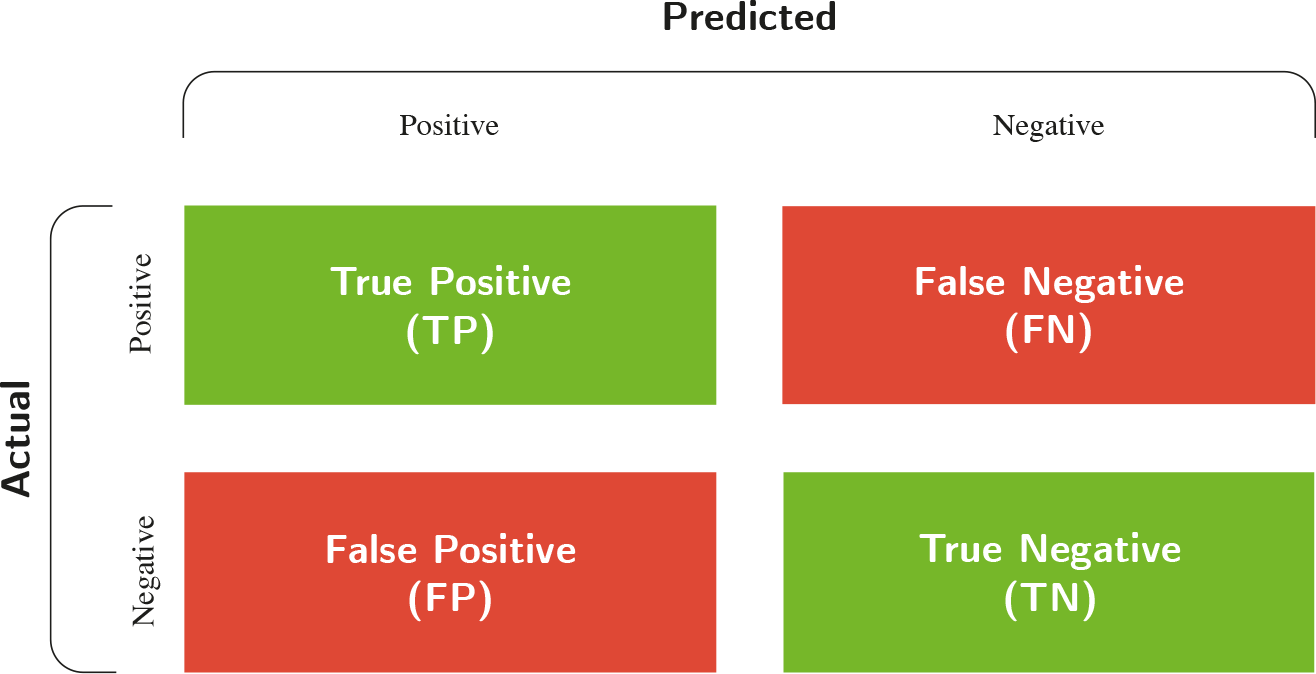 Predicted
Positive
Negative
Actual
Positive
True Positive
(TP)
False Negative
(FN)
Negative
False Positive
(FP)
True Negative
(TN)